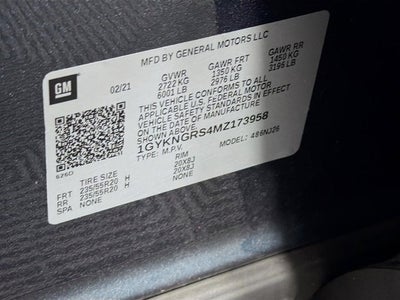 GM
MFD BY GENERAL MOTORS LLC
02/21
GVWR GAWR FRT GAWR RR
2722 KG 1350 KG 1450 KG
6001 LB 2976 LB 3196 LB
THIS VEHICLE CONFORMS TO ALL
APPLICABLE U.S. FEDERAL MOTOR
VEHICLE SAFETY STANDARDS IN EFFECT
ON THE DATE OF MANUFACTURE
SHOWN ABOVE.
1GYKNGRS4MZ173958
TYPE: M.P.V. MODEL: 486NJ26
TIRE SIZE RIM
FRT 235/55R20 H 20X8J
RR 235/55R20 H 20X8J
SPA NONE NONE